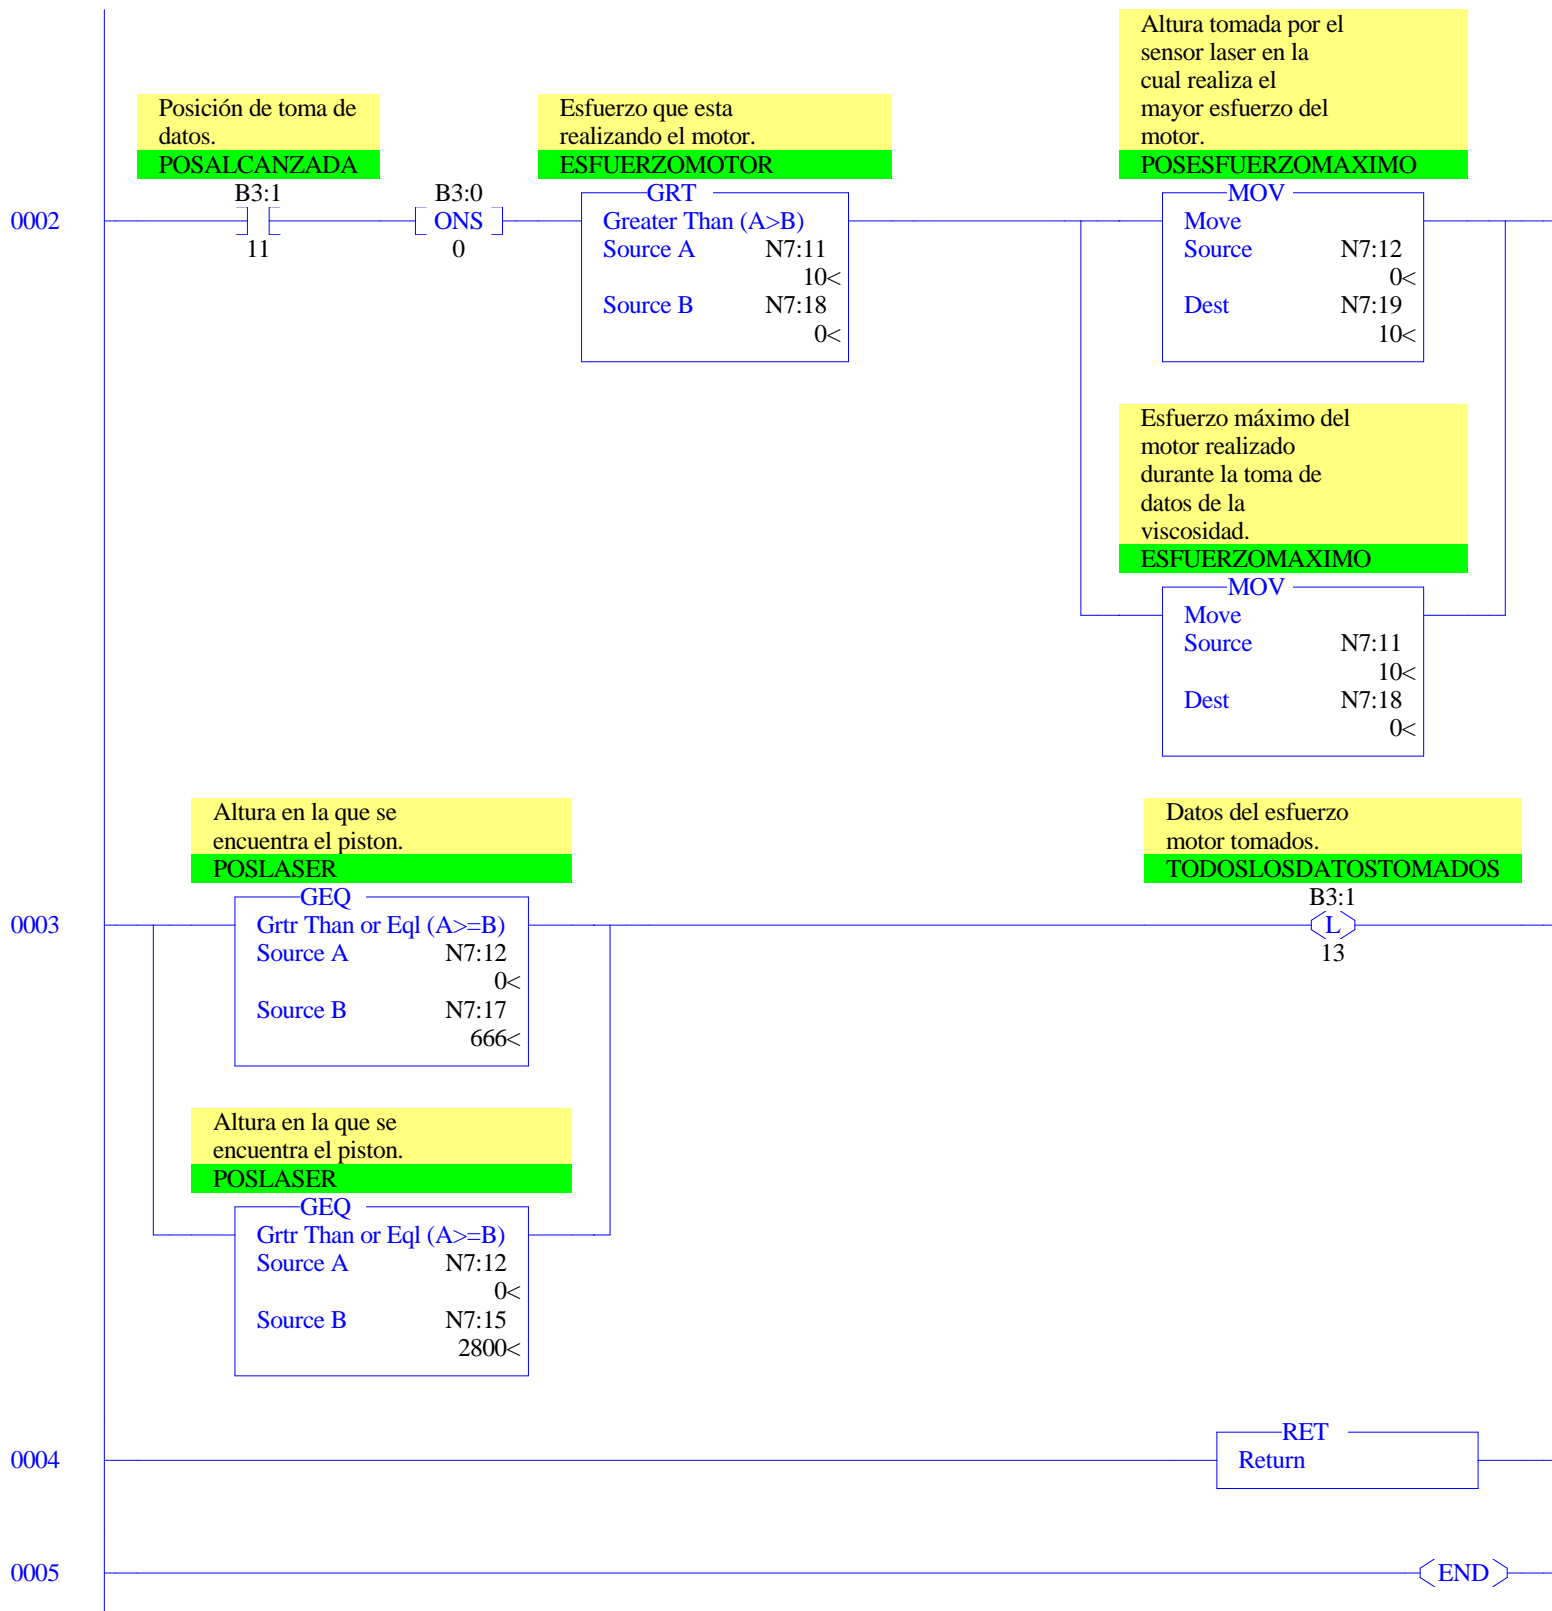 Altura tomada por el
sensor laser en la
cual realiza el
mayor esfuerzo del
motor.
POSESFUERZOMAXIMO
Posición de toma de
datos.
POSALCANZADA
Esfuerzo que esta
realizando el motor.
ESFUERZOMOTOR
0002
B3:1
11
B3:0
ONS
0
GRT
Greater Than (A>B)
Source A N7:11
10<
Source B N7:18
0<
MOV
Move
Source N7:12
0<
Dest N7:19
10<
Esfuerzo máximo del
motor realizado
durante la toma de
datos de la
viscosidad.
ESFUERZOMAXIMO
MOV
Move
Source N7:11
10<
Dest N7:18
0<
Altura en la que se
encuentra el piston.
POSLASER
Datos del esfuerzo
motor tomados.
TODOSLOSDATOSTOMADOS
0003
GEQ
Grtr Than or Eql (A>=B)
Source A N7:12
0<
Source B N7:17
666<
B3:1
L
13
Altura en la que se
encuentra el piston.
POSLASER
GEQ
Grtr Than or Eql (A>=B)
Source A N7:12
0<
Source B N7:15
2800<
0004
RET
Return
0005
END